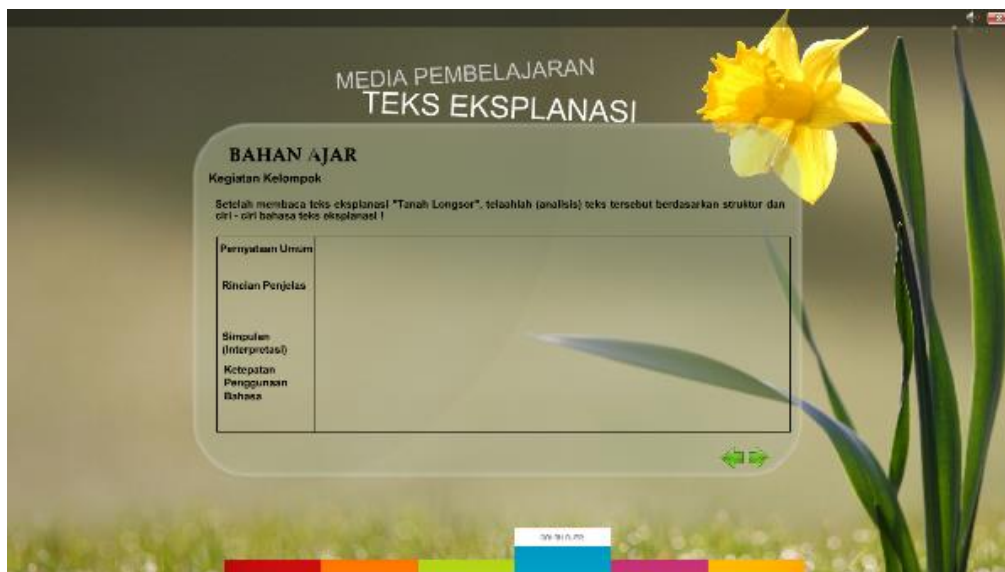 MEDIA PEMBELAJARAN
TEKS EKSPLANASI
BAHAN AJAR
Kegiatan Kelompok
Setelah membaca teks eksplanasi "Tanah Longsor", telaahlah (analisis) teks tersebut berdasarkan struktur dan
ciri - ciri bahasa teks eksplanasi !
Pernyataan Umum
Rincian Penjelas
Simpulan
(Interpretasi)
Ketepatan
Penggunaan
Bahasa